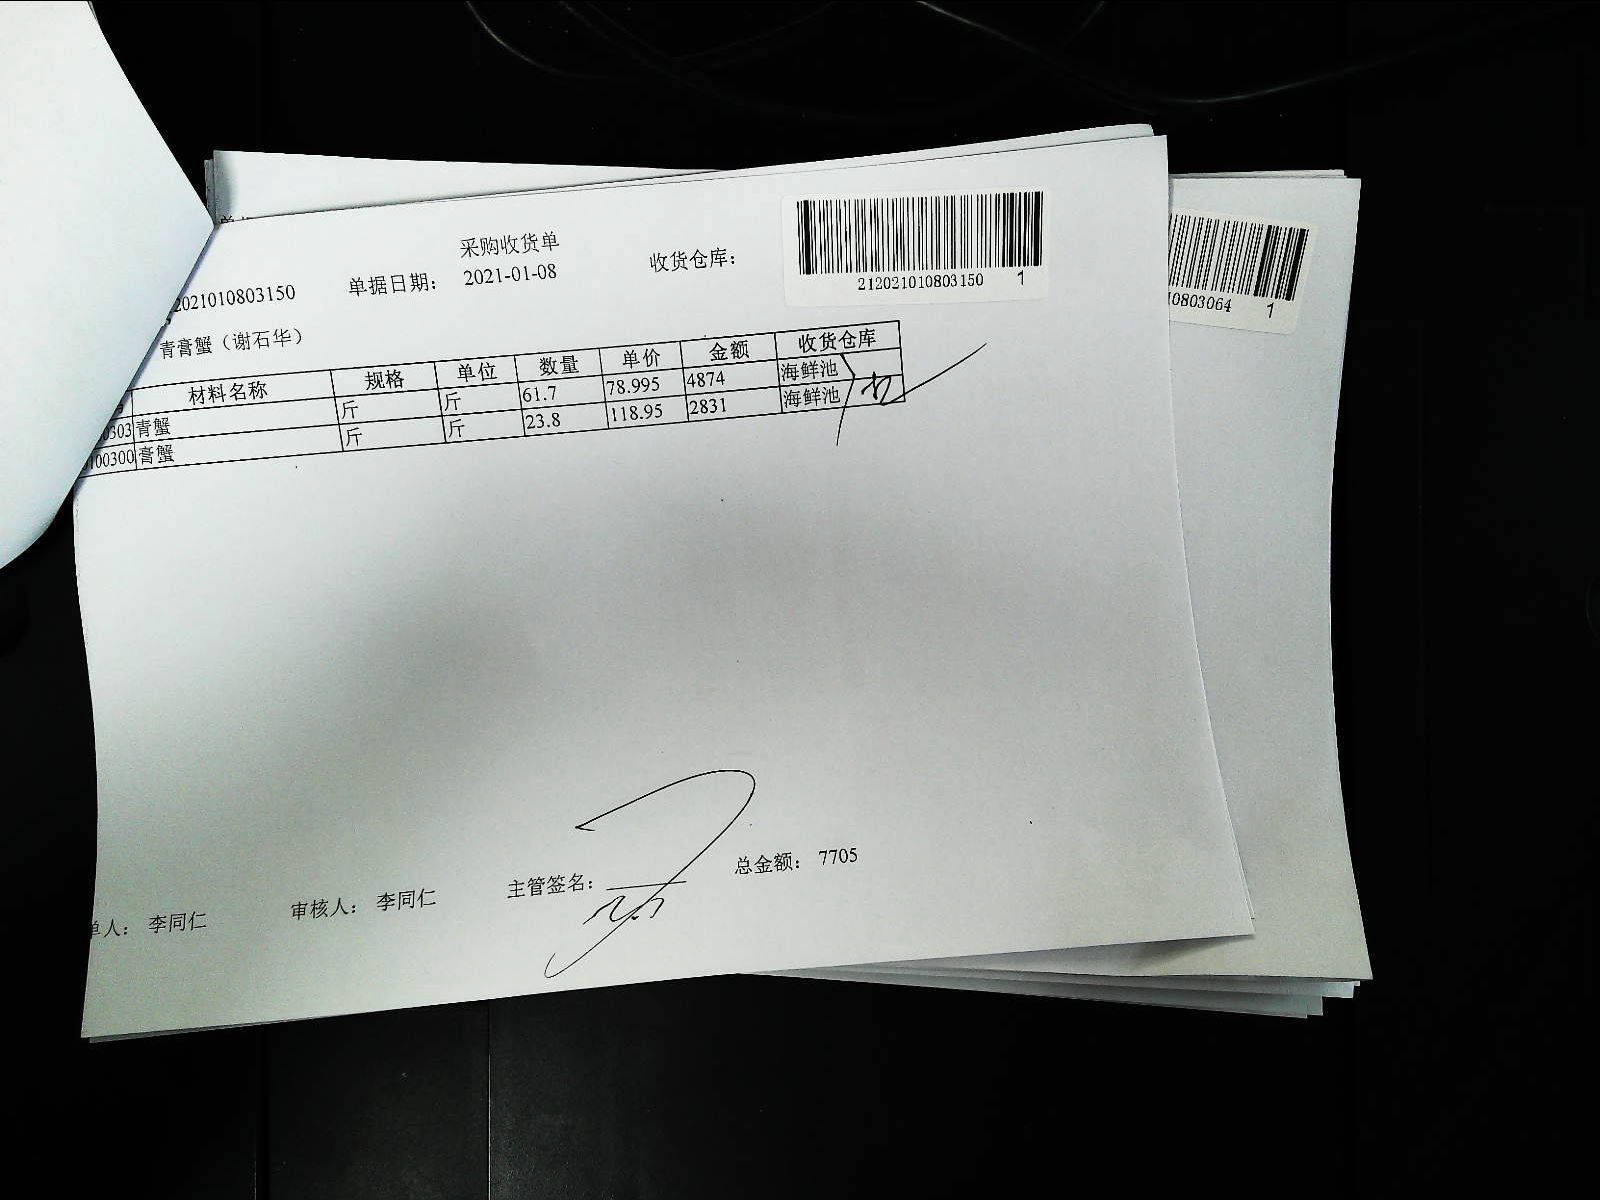 采购收货单
2021010803150 单据日期： 2021-01-08 收货仓库：
212021010803150 1
0803064 1
青膏蟹（谢石华）
材料名称 规格 单位 数量 单价 金额 收货仓库
0303 青蟹 斤 斤 61.7 78.995 4874 海鲜池
100300 膏蟹 斤 斤 23.8 118.95 2831 海鲜池
单人： 李同仁 审核人： 李同仁 主管签名： 总金额： 7705